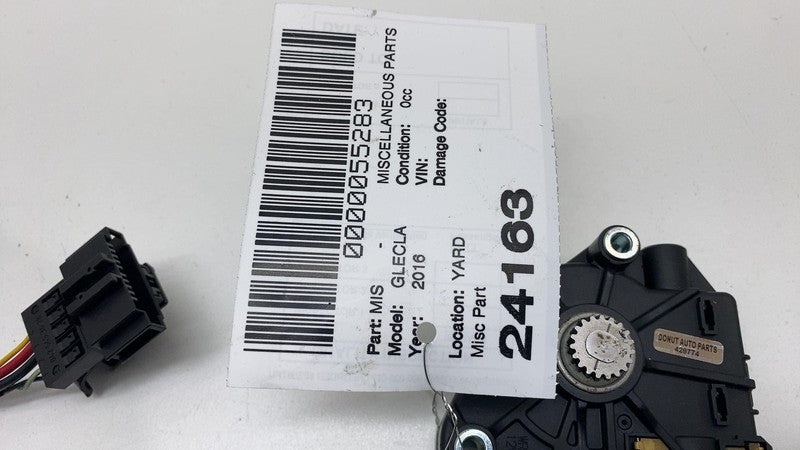 0000055283
Part: MIS - MISCELLANEOUS PARTS
Model: GLECLA Condition: 0cc
Year: 2016 VIN:
Damage Code:
Location: YARD
Misc Part
24163
DONUT AUTO PARTS
420774